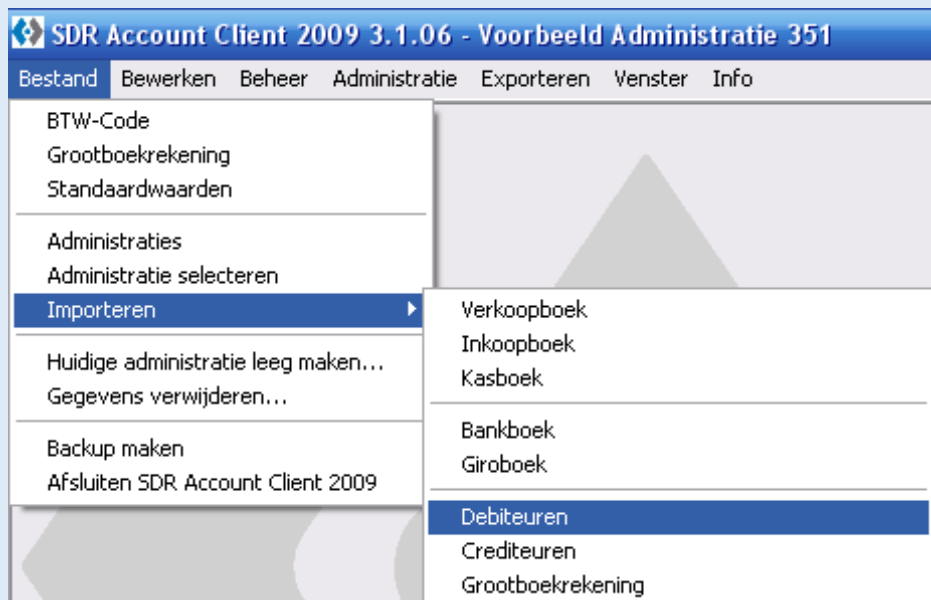 SDR Account Client 2009 3.1.06 - Voorbeeld Administratie 351
Bestand Bewerken Beheer Administratie Exporteren Venster Info
BTW-Code
Grootboekrekening
Standaardwaarden
Administraties
Administratie selecteren
Importeren
Huidige administratie leeg maken...
Gegevens verwijderen...
Backup maken
Afsluiten SDR Account Client 2009
Verkoopboek
Inkoopboek
Kasboek
Bankboek
Giroboek
Debiteuren
Crediteuren
Grootboekrekening